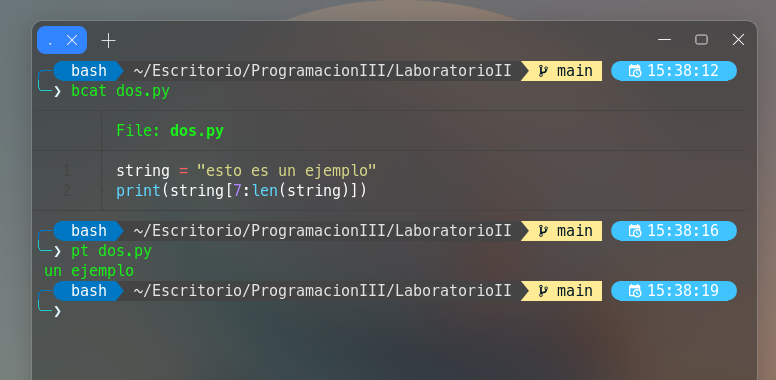 .
bash ~/Escritorio/ProgramacionIII/LaboratorioII main 15:38:12
❯ bcat dos.py
File: dos.py
1 string = "esto es un ejemplo"
2 print(string[7:len(string)])
bash ~/Escritorio/ProgramacionIII/LaboratorioII main 15:38:16
❯ pt dos.py
un ejemplo
bash ~/Escritorio/ProgramacionIII/LaboratorioII main 15:38:19
❯